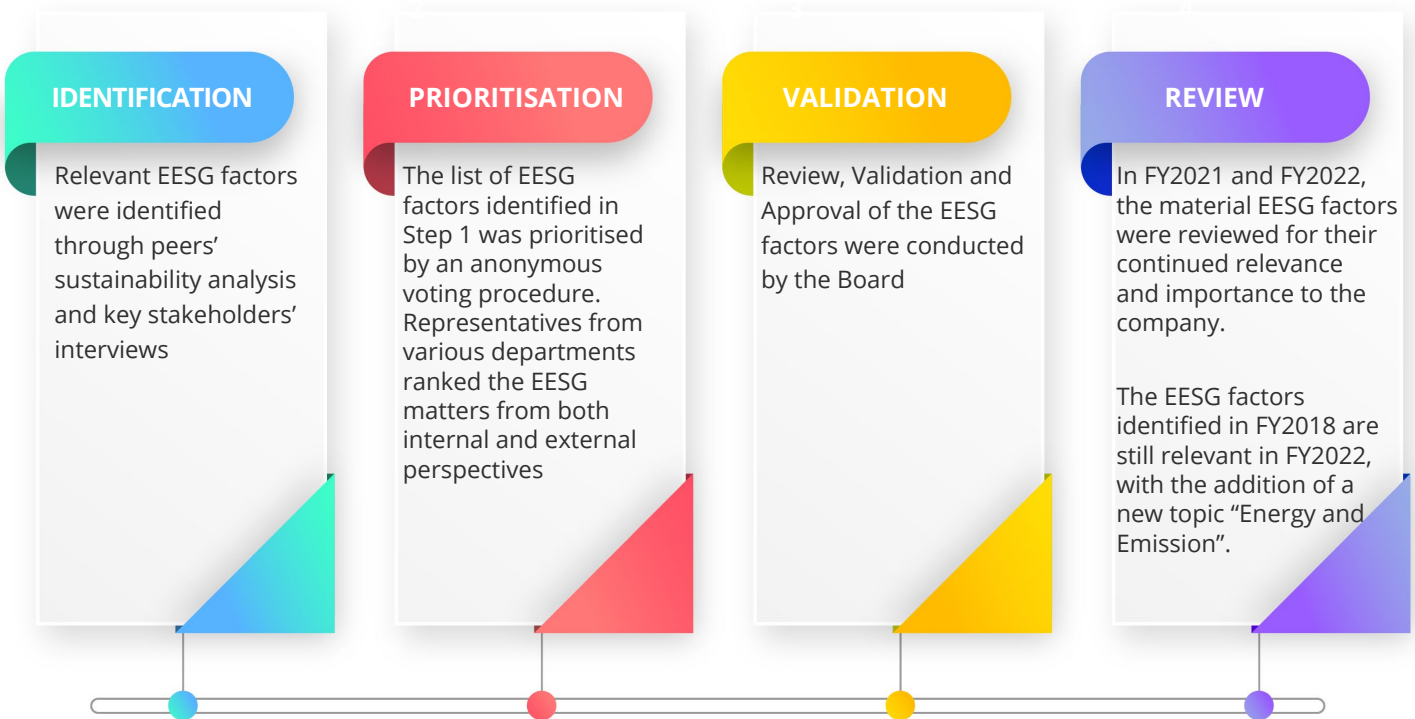 IDENTIFICATION
Relevant EESG factors
were identified
through peers’
sustainability analysis
and key stakeholders’
interviews
PRIORITISATION
The list of EESG
factors identified in
Step 1 was prioritised
by an anonymous
voting procedure.
Representatives from
various departments
ranked the EESG
matters from both
internal and external
perspectives
VALIDATION
Review, Validation and
Approval of the EESG
factors were conducted
by the Board
REVIEW
In FY2021 and FY2022,
the material EESG factors
were reviewed for their
continued relevance
and importance to the
company.
The EESG factors
identified in FY2018 are
still relevant in FY2022,
with the addition of a
new topic “Energy and
Emission”.